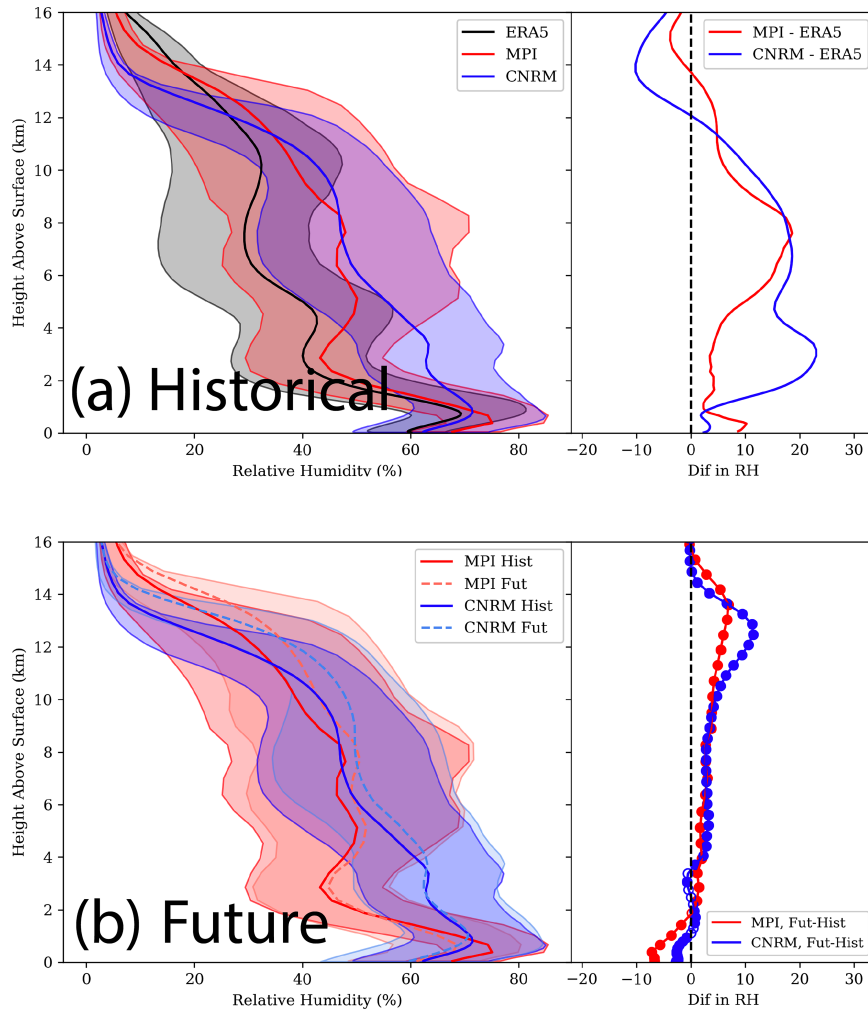 16
14
12
10
8
6
4
2
0
Height Above Surface (km)
ERA5
MPI
CNRM
(a) Historical
0 20 40 60 80
Relative Humidity (%)
MPI - ERA5
CNRM - ERA5
−20 −10 0 10 20 30
Dif in RH
16
14
12
10
8
6
4
2
0
Height Above Surface (km)
MPI Hist
MPI Fut
CNRM Hist
CNRM Fut
(b) Future
0 20 40 60 80
Relative Humidity (%)
MPI, Fut-Hist
CNRM, Fut-Hist
−20 −10 0 10 20 30
Dif in RH